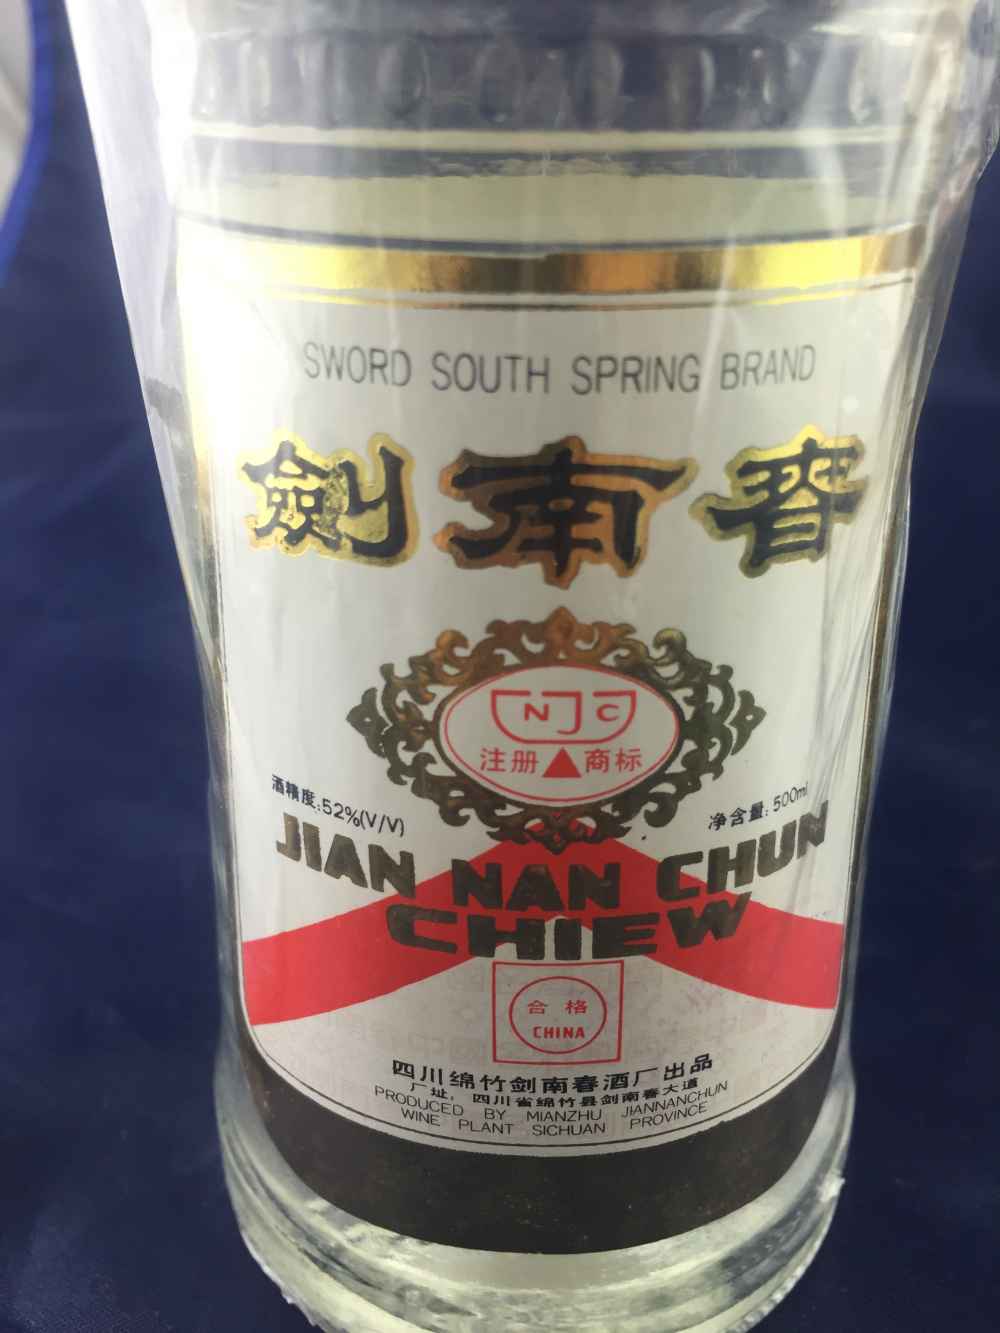 SWORD SOUTH SPRING BRAND
劍南春
NJC
注册 商标
酒精度:52%(V/V)
净含量:500ml
JIAN NAN CHUN
CHIEW
合格
CHINA
四川绵竹剑南春酒厂出品
厂址:四川省绵竹县剑南春大道
PRODUCED BY MIANZHU JIANNANCHUN
WINE PLANT SICHUAN PROVINCE